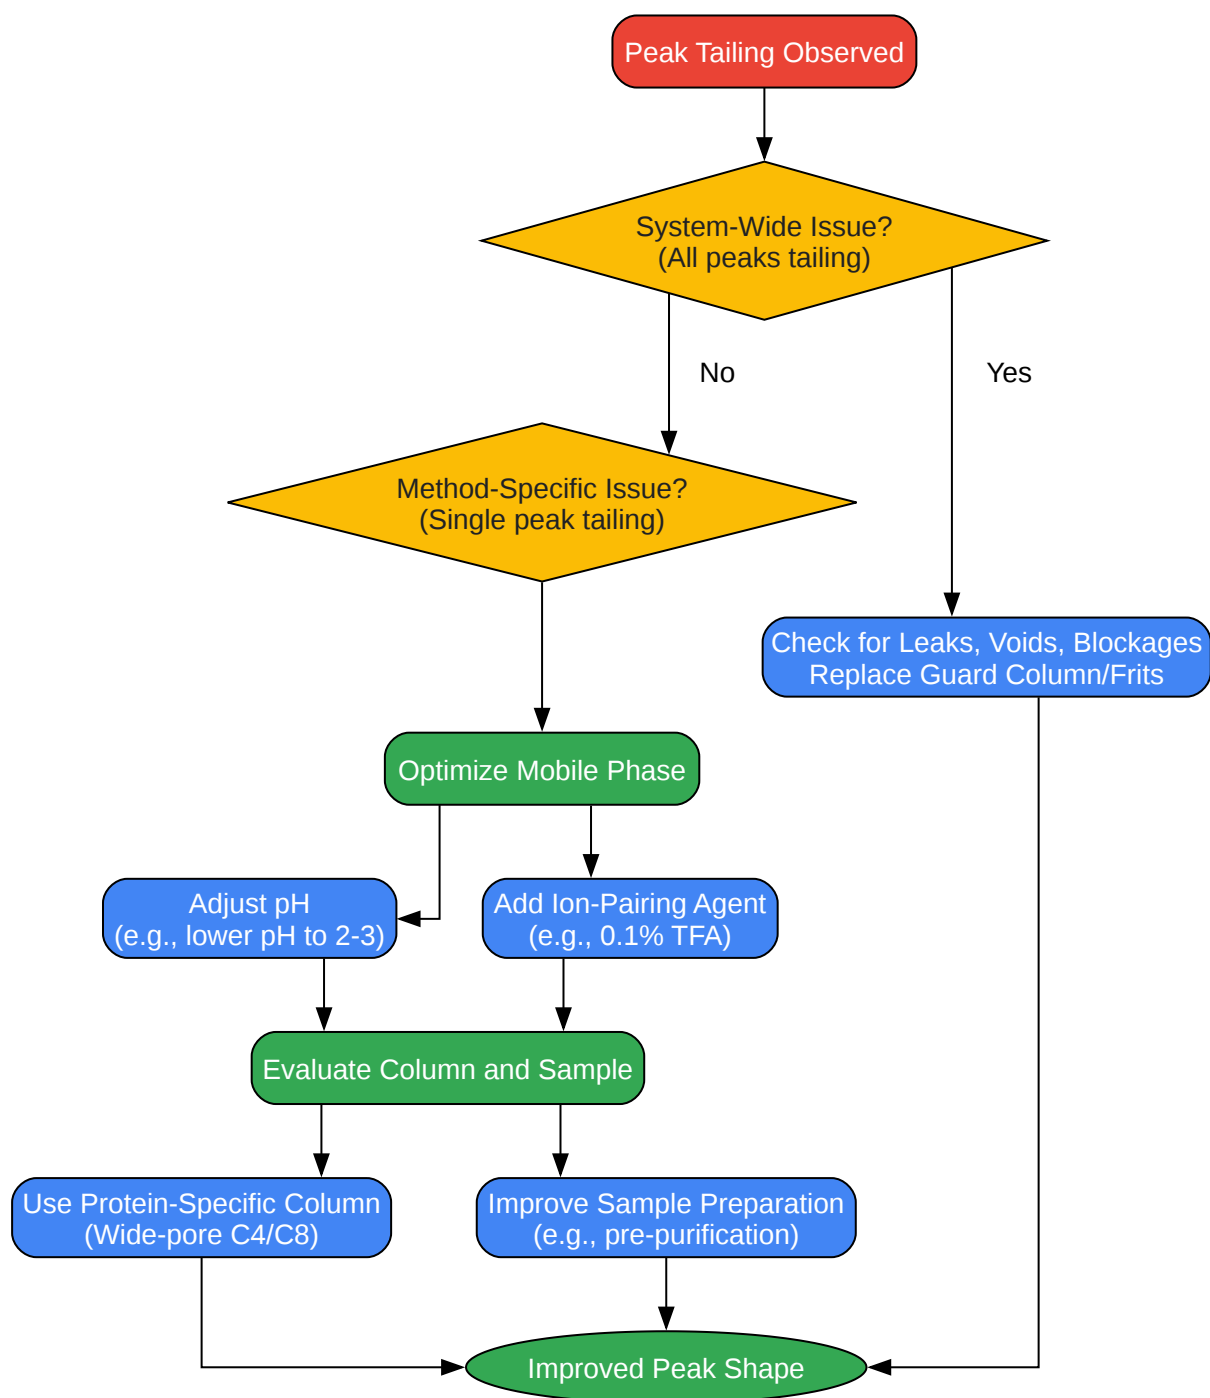 Peak Tailing Observed
System-Wide Issue?
(All peaks tailing)
No
Yes
Method-Specific Issue?
(Single peak tailing)
Check for Leaks, Voids, Blockages
Replace Guard Column/Frits
Optimize Mobile Phase
Adjust pH
(e.g., lower pH to 2-3)
Add Ion-Pairing Agent
(e.g., 0.1% TFA)
Evaluate Column and Sample
Use Protein-Specific Column
(Wide-pore C4/C8)
Improve Sample Preparation
(e.g., pre-purification)
Improved Peak Shape